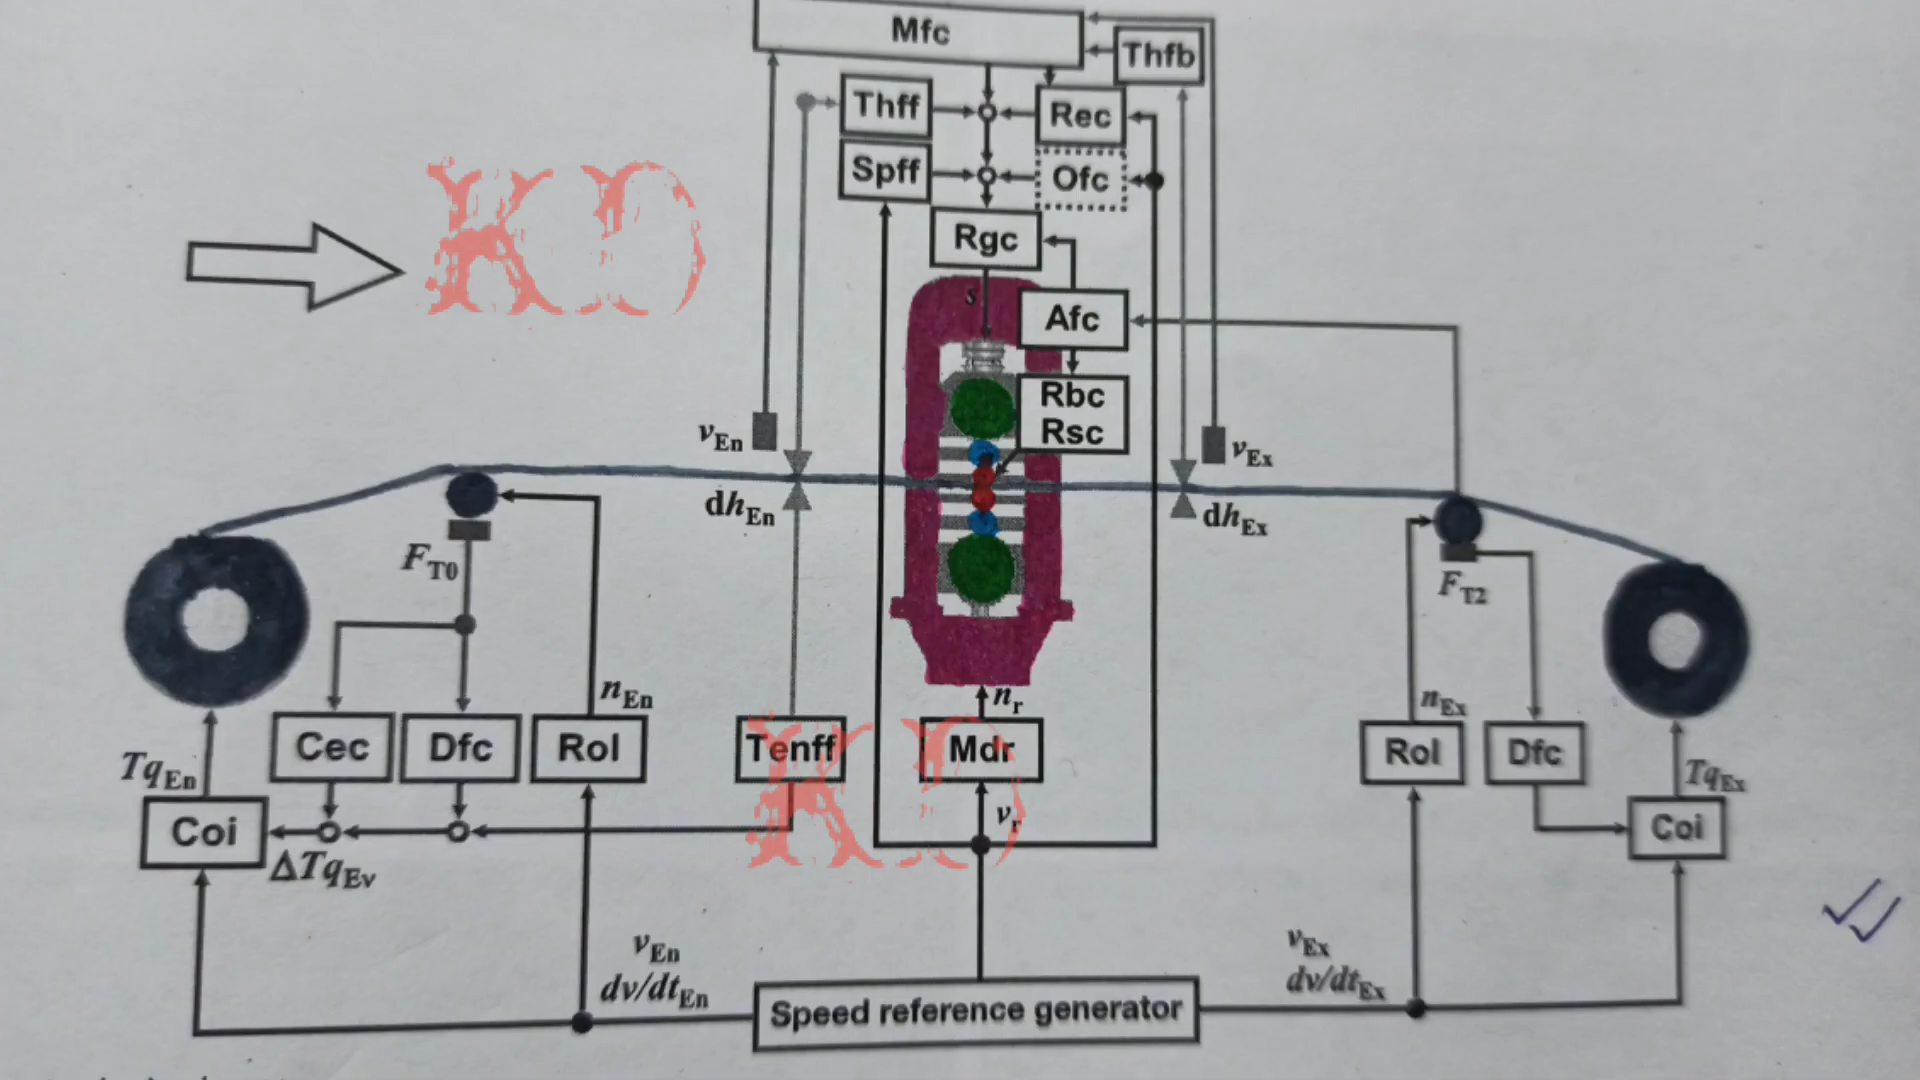 Mfc
Thfb
Thff
Rec
Spff
Ofc
Rgc
s
Afc
Rbc
Rsc
vEn
vEx
dhEn
dhEx
FT0
FT2
nEn
nr
nEx
Cec
Dfc
Rol
Tenff
Mdr
Rol
Dfc
TqEn
TqEx
vr
Coi
Coi
ΔTqEv
vEn
dv/dtEn
vEx
dv/dtEx
Speed reference generator